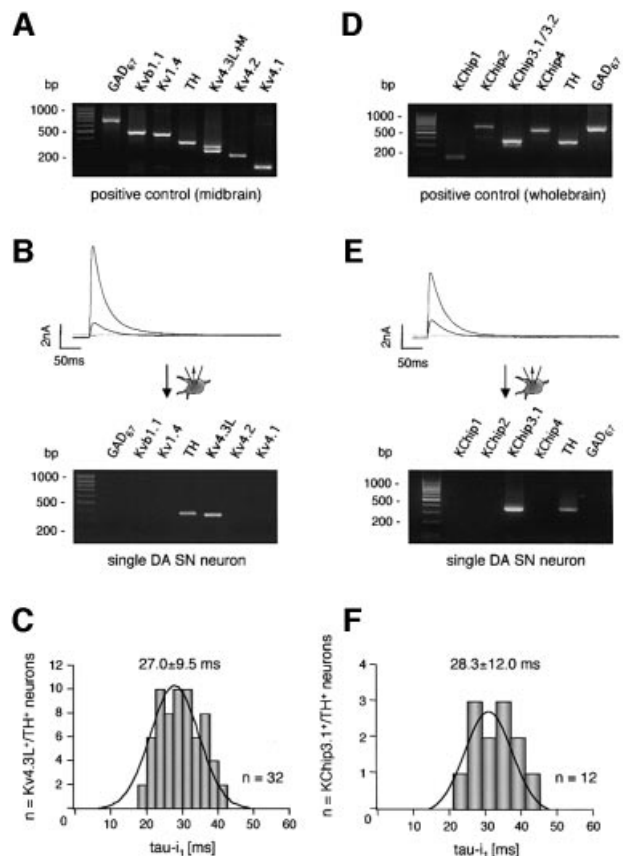 A
GAD67
Kvb1.1
Kv1.4
TH
Kv4.3L+M
Kv4.2
Kv4.1
bp
1000 -
500 -
200 -
positive control (midbrain)
D
KChip1
KChip2
KChip3.1/3.2
KChip4
TH
GAD67
bp
1000 -
500 -
200 -
positive control (wholebrain)
B
2nA
50ms
GAD67
Kvb1.1
Kv1.4
TH
Kv4.3L
Kv4.2
Kv4.1
bp
1000 -
500 -
200 -
single DA SN neuron
E
2nA
50ms
KChip1
KChip2
KChip3.1
KChip4
TH
GAD67
bp
1000 -
500 -
200 -
single DA SN neuron
C
27.0±9.5 ms
n = Kv4.3L+/TH+ neurons
12
10
8
6
4
2
n = 32
0 10 20 30 40 50 60
tau-i1 [ms]
F
28.3±12.0 ms
n = KChip3.1+/TH+ neurons
4
3
2
1
n = 12
0 10 20 30 40 50 60
tau-i1 [ms]